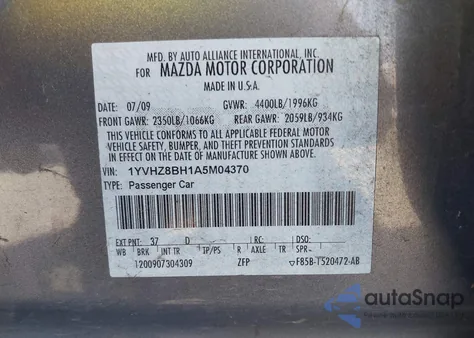 MFD. BY AUTO ALLIANCE INTERNATIONAL, INC.
FOR MAZDA MOTOR CORPORATION
MADE IN U.S.A.
DATE: 07/09 GVWR: 4400LB/1996KG
FRONT GAWR: 2350LB/1066KG REAR GAWR: 2059LB/934KG
THIS VEHICLE CONFORMS TO ALL APPLICABLE FEDERAL MOTOR
VEHICLE SAFETY, BUMPER, AND THEFT PREVENTION STANDARDS
IN EFFECT ON THE DATE OF MANUFACTURE SHOWN ABOVE.
VIN: 1YVHZ8BH1A5M04370
TYPE: Passenger Car
EXT PNT: 37 D RC: DSO:
WB BRK INT TR TP/PS R AXLE TR SPR
1200907304309 ZFP F85B-1520472-AB
autoSnap